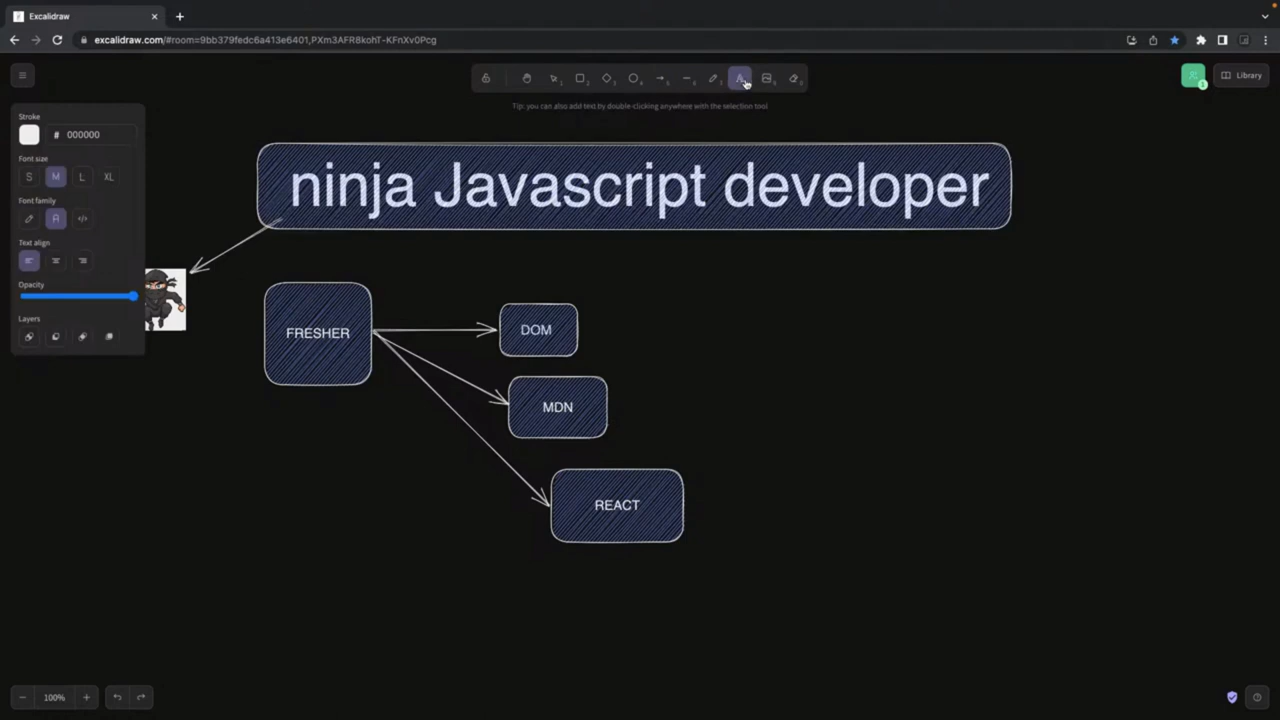 Excalidraw
excalidraw.com/#room=9bb379fedc6a413e6401,PXm3AFR8kohT-KFnXv0Pcg
Library
Tip: you can also add text by double-clicking anywhere with the selection tool
Stroke
# 000000
Font size
S M L XL
Font family
A
Text align
Opacity
Layers
ninja Javascript developer
FRESHER
DOM
MDN
REACT
100%